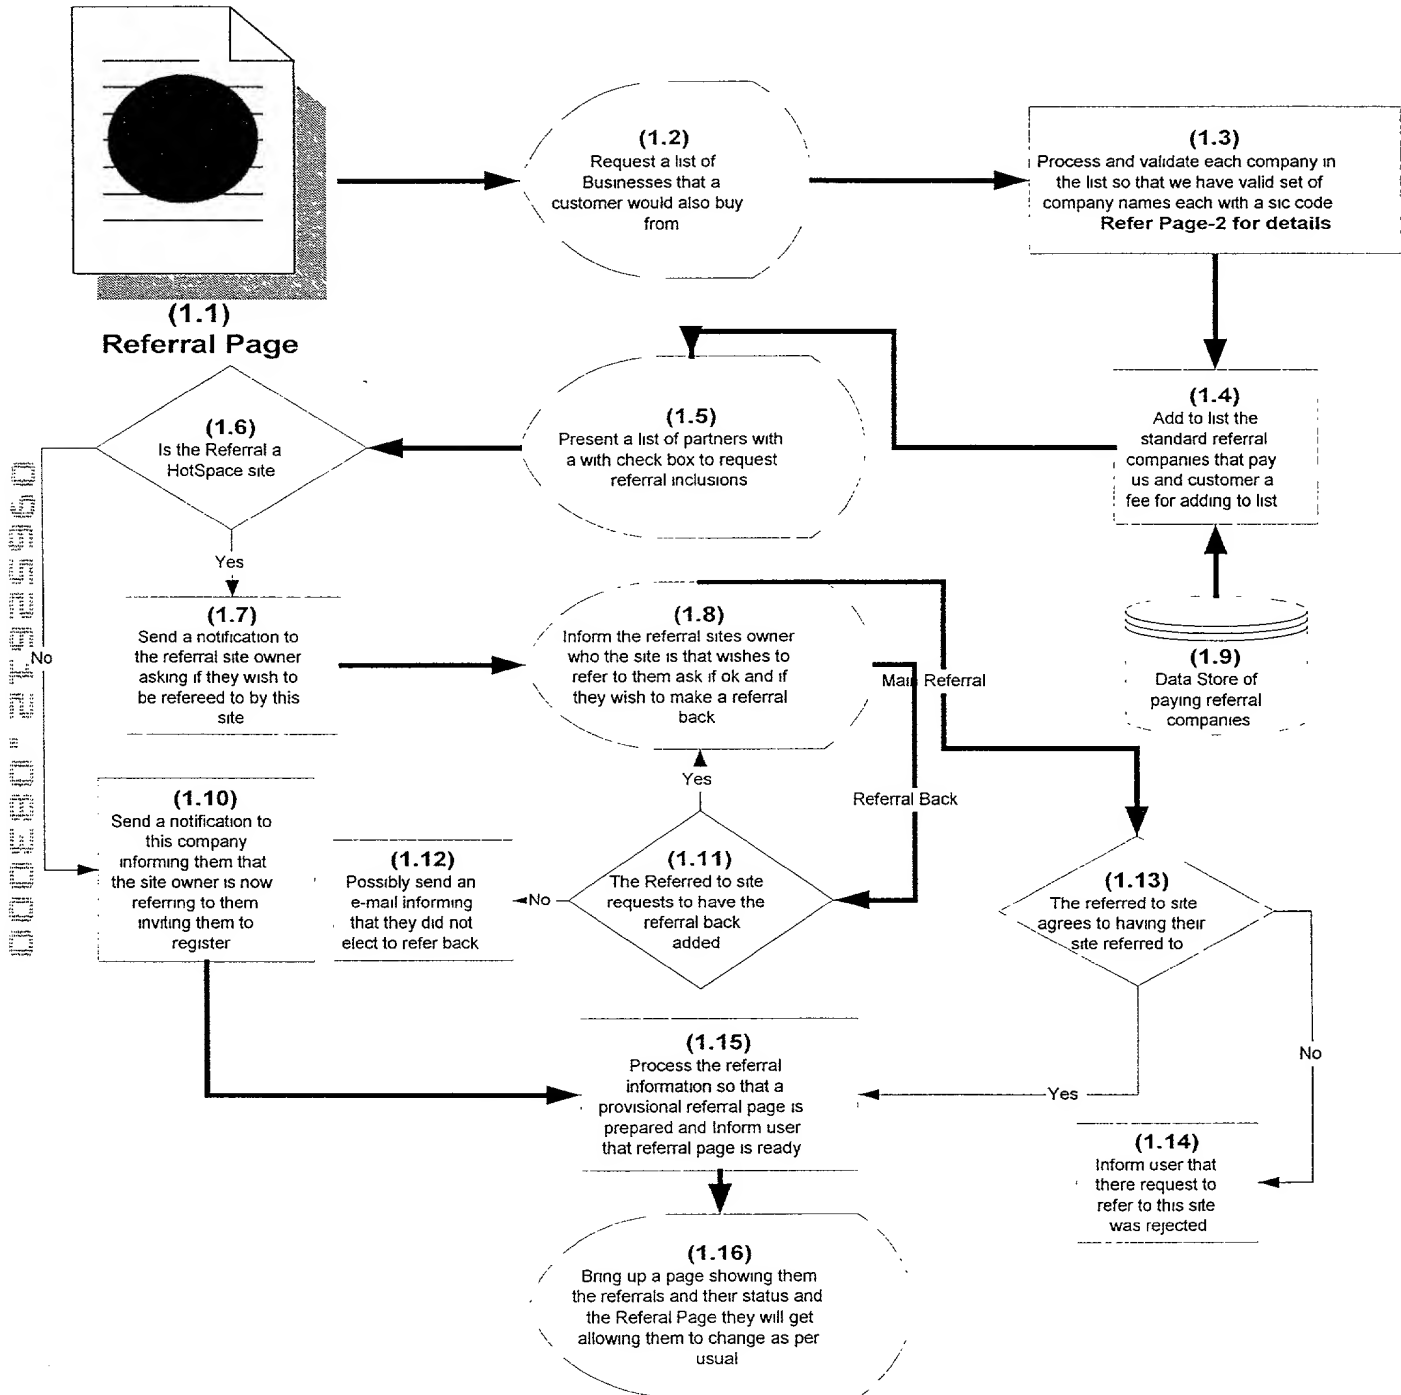 (1.1)
Referral Page
(1.2)
Request a list of
Businesses that a
customer would also buy
from
(1.3)
Process and validate each company in
the list so that we have valid set of
company names each with a sic code
Refer Page-2 for details
(1.4)
Add to list the
standard referral
companies that pay
us and customer a
fee for adding to list
(1.5)
Present a list of partners with
a with check box to request
referral inclusions
(1.6)
Is the Referral a
HotSpace site
Yes
No
(1.7)
Send a notification to
the referral site owner
asking if they wish to
be refereed to by this
site
(1.8)
Inform the referral sites owner
who the site is that wishes to
refer to them ask if ok and if
they wish to make a referral
back
Main Referral
Referral Back
(1.9)
Data Store of
paying referral
companies
(1.10)
Send a notification to
this company
informing them that
the site owner is now
referring to them
inviting them to
register
(1.11)
The Referred to site
requests to have the
referral back
added
Yes
No
(1.12)
Possibly send an
e-mail informing
that they did not
elect to refer back
(1.13)
The referred to site
agrees to having their
site referred to
Yes
No
(1.14)
Inform user that
there request to
refer to this site
was rejected
(1.15)
Process the referral
information so that a
provisional referral page is
prepared and Inform user
that referral page is ready
(1.16)
Bring up a page showing them
the referrals and their status and
the Referal Page they will get
allowing them to change as per
usual